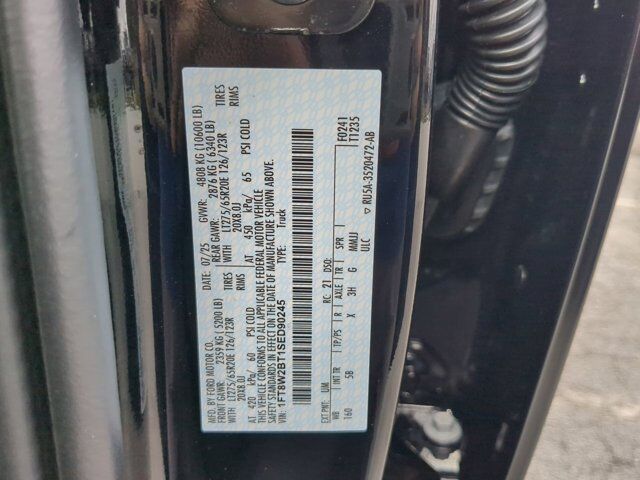 MFD. BY FORD MOTOR CO.
07/25 GVWR: 4808 KG (10600 LB)
FRONT GAWR: 2359 KG (5200 LB) REAR GAWR: 2876 KG (6340 LB)
WITH LT275/65R20E 126/123R TIRES WITH LT275/65R20E 126/123R TIRES
20X8.0J RIMS 20X8.0J RIMS
AT 420 kPa/ 60 PSI COLD AT 450 kPa/ 65 PSI COLD
THIS VEHICLE CONFORMS TO ALL APPLICABLE FEDERAL MOTOR VEHICLE
SAFETY STANDARDS IN EFFECT ON THE DATE OF MANUFACTURE SHOWN ABOVE.
VIN: 1FT8W2BT1SED90245 Truck
F0241
T1235
EXT PNT: UM RC: 21 DSO:
WB INT TR TP/PS R AXLE TR SPR
160 5B X 3H G MMJJ
ULC
RU5A-3520472-AB